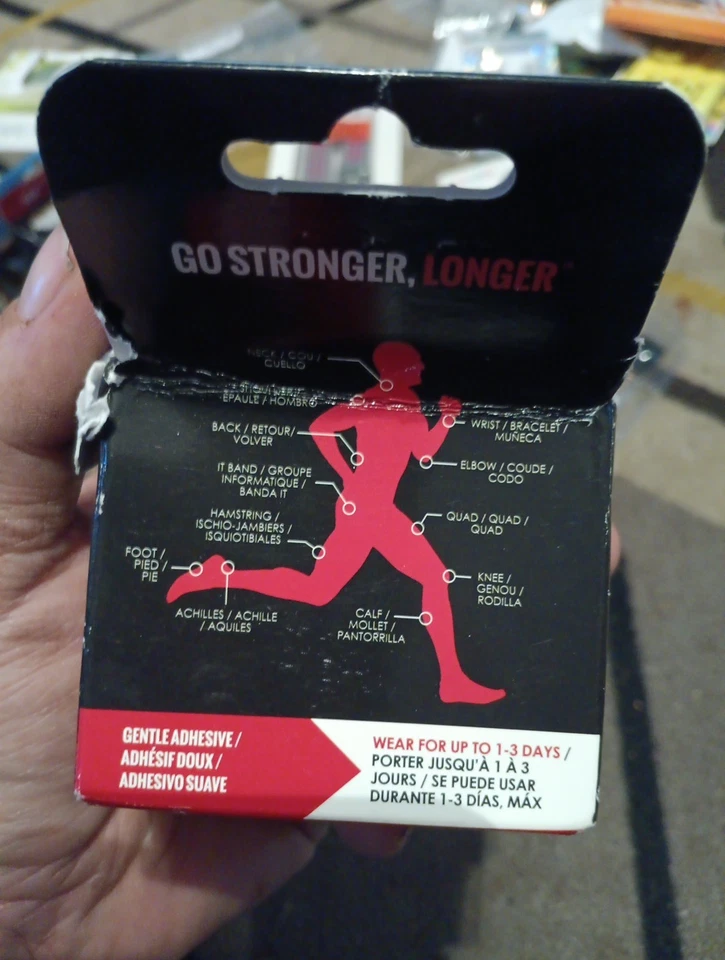 GO STRONGER, LONGER™
NECK / COU /
CUELLO
SHOULDER /
ÉPAULE / HOMBRO
BACK / RETOUR/
VOLVER
IT BAND / GROUPE
INFORMATIQUE /
BANDA IT
HAMSTRING /
ISCHIO-JAMBIERS /
ISQUIOTIBIALES
FOOT /
PIED /
PIE
ACHILLES / ACHILLE
/ AQUILES
WRIST / BRACELET /
MUÑECA
ELBOW / COUDE /
CODO
QUAD / QUAD /
QUAD
KNEE /
GENOU /
RODILLA
CALF /
MOLLET /
PANTORRILLA
GENTLE ADHESIVE /
ADHÉSIF DOUX /
ADHESIVO SUAVE
WEAR FOR UP TO 1-3 DAYS /
PORTER JUSQU'À 1 À 3
JOURS / SE PUEDE USAR
DURANTE 1-3 DÍAS, MÁX